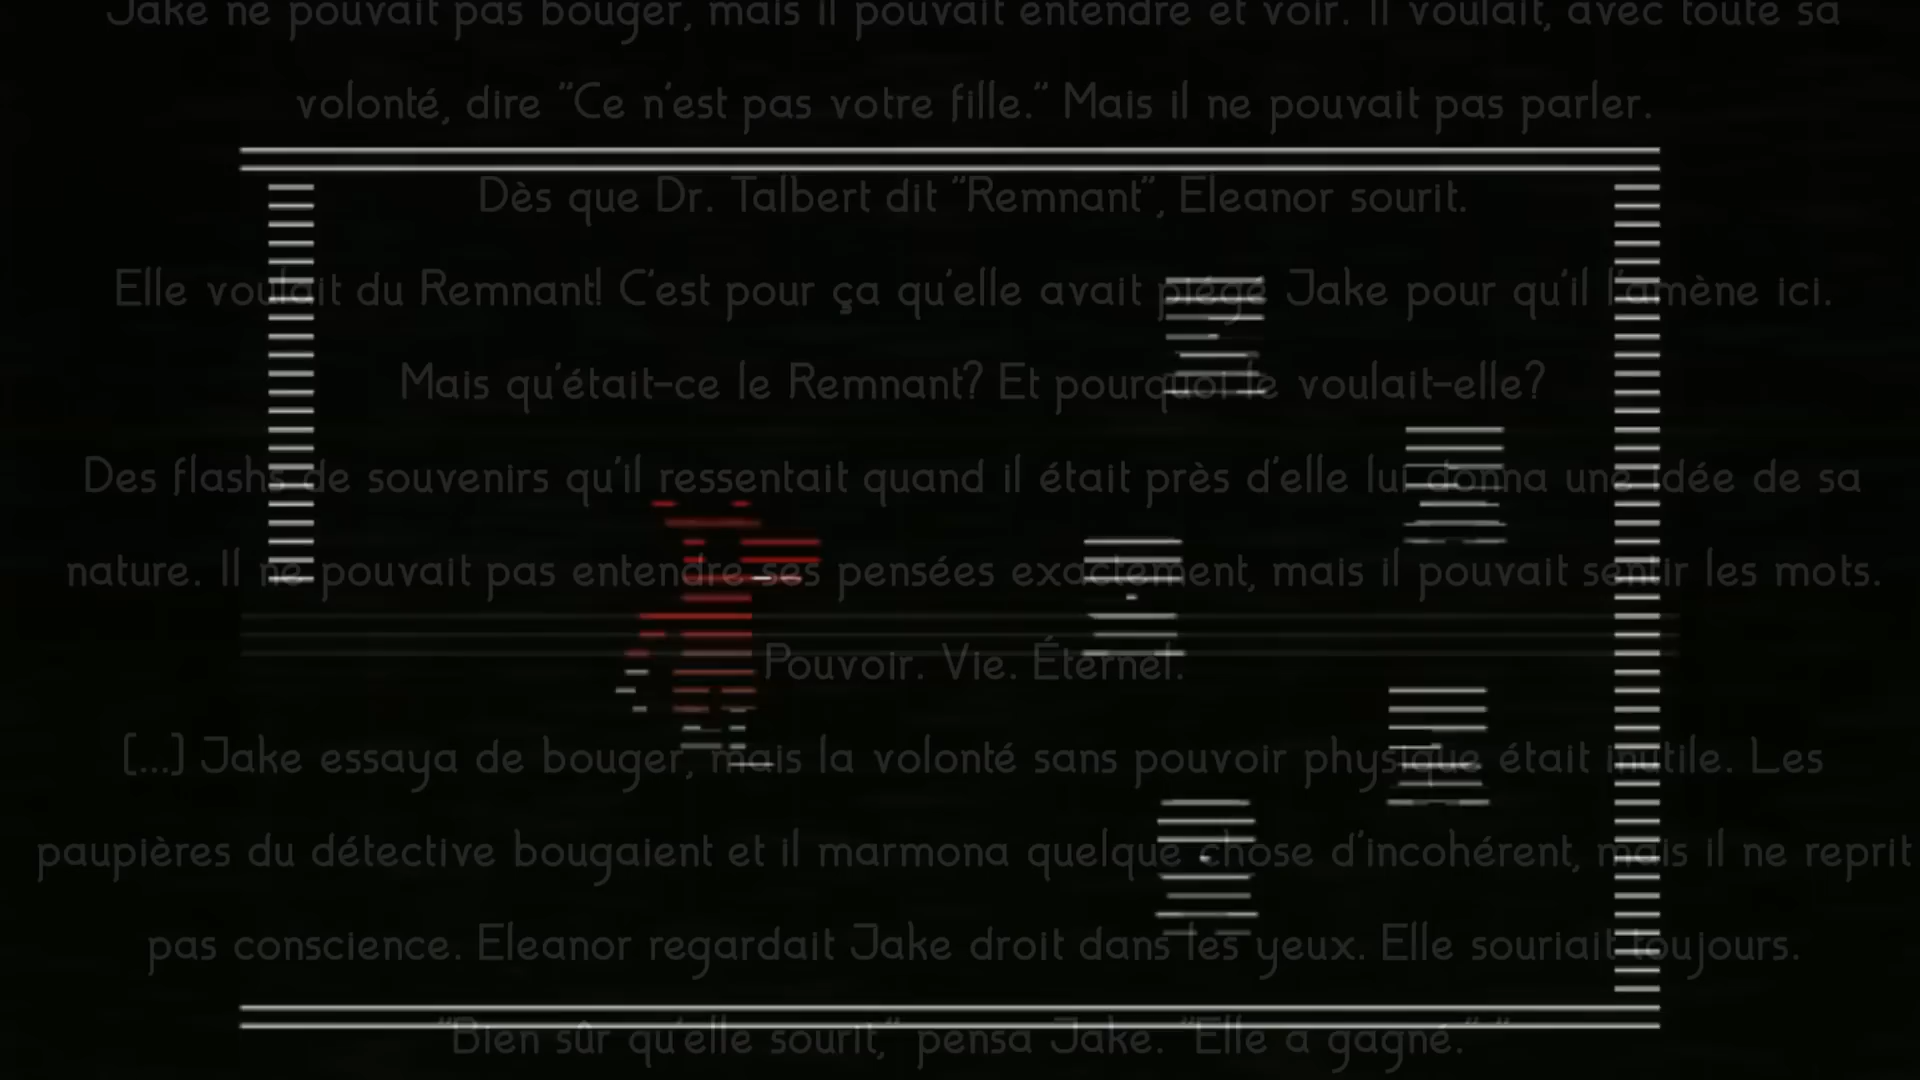 Jake ne pouvait pas bouger, mais il pouvait entendre et voir. Il voulait, avec toute sa
volonté, dire "Ce n'est pas votre fille." Mais il ne pouvait pas parler.
Dès que Dr. Talbert dit "Remnant", Eleanor sourit.
Elle voulait du Remnant! C'est pour ça qu'elle avait piégé Jake pour qu'il l'amène ici.
Mais qu'était-ce le Remnant? Et pourquoi le voulait-elle?
Des flashs de souvenirs qu'il ressentait quand il était près d'elle lui donna une idée de sa
nature. Il ne pouvait pas entendre ses pensées exactement, mais il pouvait sentir les mots.
Pouvoir. Vie. Éternel.
(...) Jake essaya de bouger, mais la volonté sans pouvoir physique était inutile. Les
paupières du détective bougaient et il marmona quelque chose d'incohérent, mais il ne reprit
pas conscience. Eleanor regardait Jake droit dans les yeux. Elle souriait toujours.
"Bien sûr qu'elle sourit," pensa Jake. "Elle a gagné." "